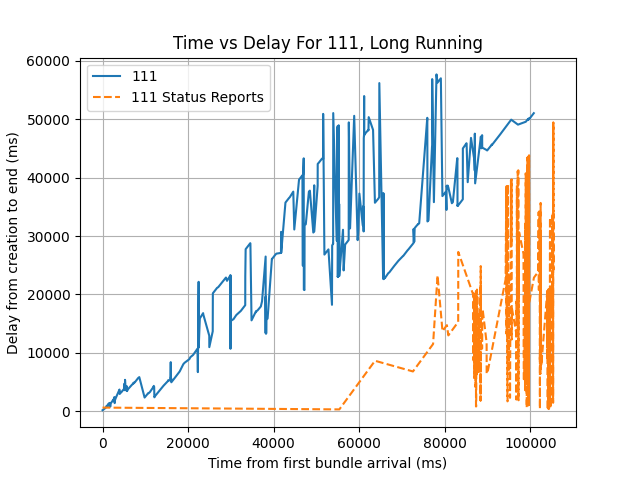 Time vs Delay For 111, Long Running
111
111 Status Reports
Delay from creation to end (ms)
60000
50000
40000
30000
20000
10000
0
0 20000 40000 60000 80000 100000
Time from first bundle arrival (ms)